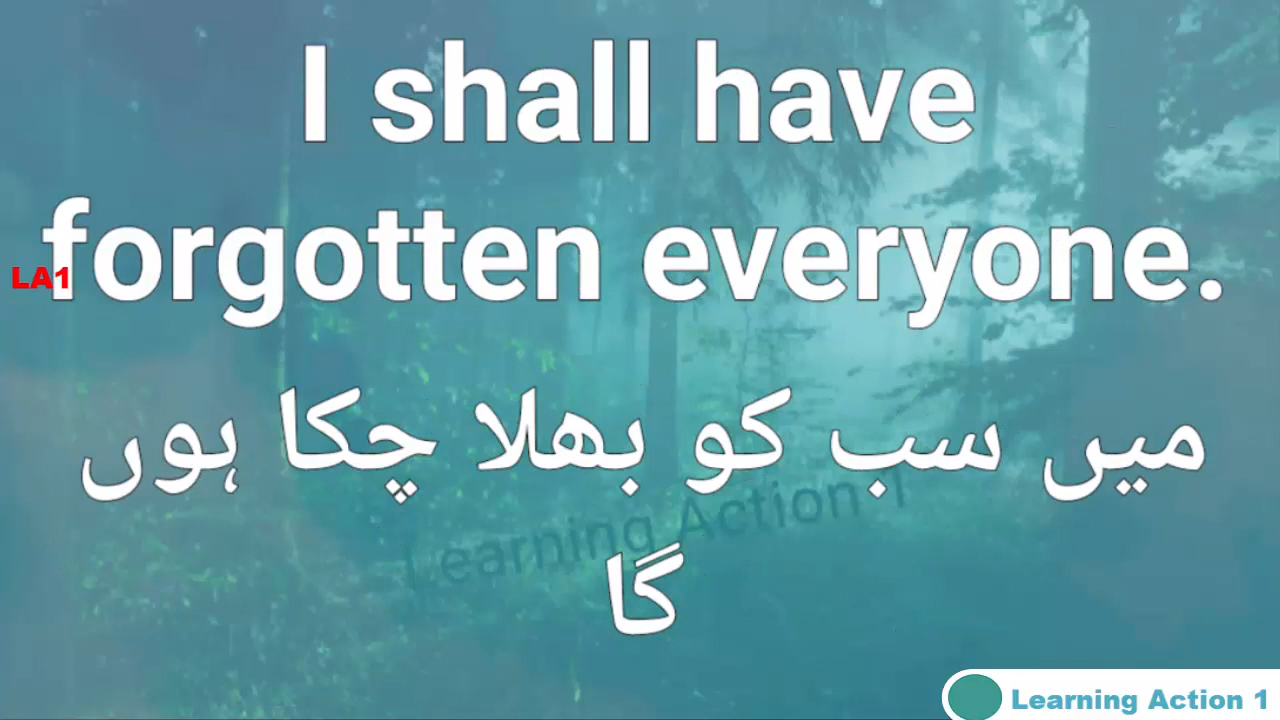 I shall have
forgotten everyone.
LA1
میں سب کو بھلا چکا ہوں
گا
Learning Action 1
Learning Action 1